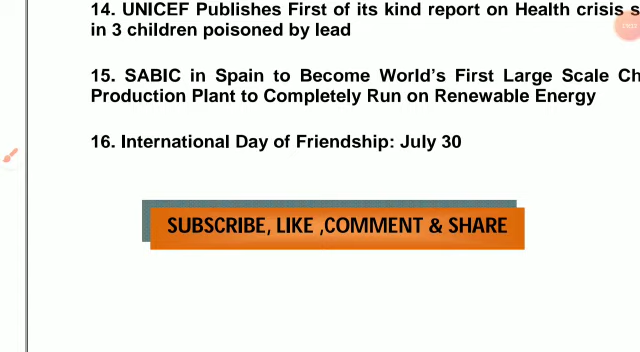 14. UNICEF Publishes First of its kind report on Health crisis
in 3 children poisoned by lead
15. SABIC in Spain to Become World's First Large Scale
Production Plant to Completely Run on Renewable Energy
16. International Day of Friendship: July 30
SUBSCRIBE, LIKE ,COMMENT & SHARE